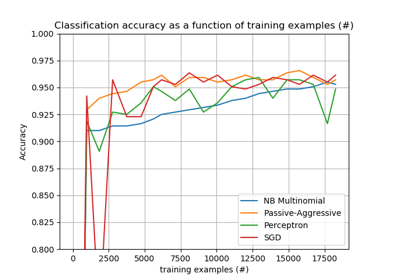 Classification accuracy as a function of training examples (#)
1.000
0.975
0.950
0.925
0.900
0.875
0.850
0.825
0.800
Accuracy
NB Multinomial
Passive-Aggressive
Perceptron
SGD
0 2500 5000 7500 10000 12500 15000 17500
training examples (#)